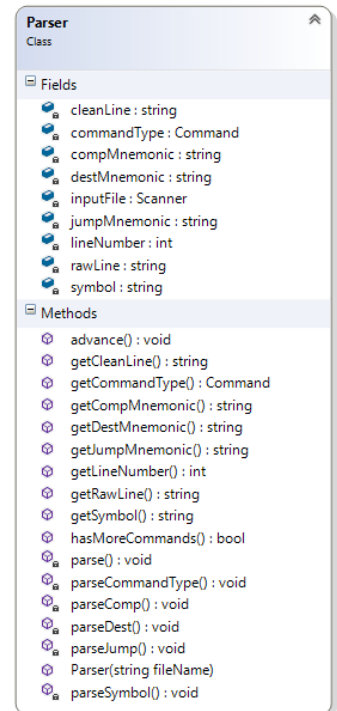 Parser
Class
Fields
cleanLine : string
commandType : Command
compMnemonic : string
destMnemonic : string
inputFile : Scanner
jumpMnemonic : string
lineNumber : int
rawLine : string
symbol : string
Methods
advance() : void
getCleanLine() : string
getCommandType() : Command
getCompMnemonic() : string
getDestMnemonic() : string
getJumpMnemonic() : string
getLineNumber() : int
getRawLine() : string
getSymbol() : string
hasMoreCommands() : bool
parse() : void
parseCommandType() : void
parseComp() : void
parseDest() : void
parseJump() : void
Parser(string fileName)
parseSymbol() : void